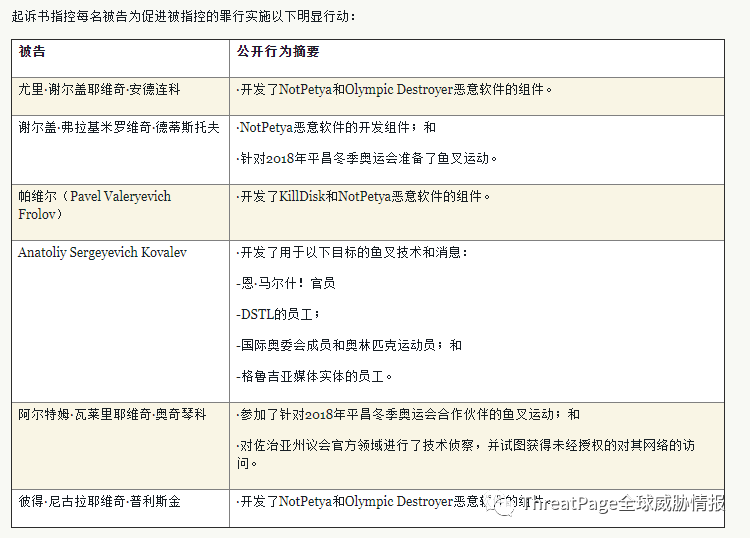 起诉书指控每名被告为促进被指控的罪行实施以下明显行动：
被告
公开行为摘要
尤里·谢尔盖耶维奇·安德连科
·开发了NotPetya和Olympic Destroyer恶意软件的组件。
谢尔盖·弗拉基米罗维奇·德蒂斯托夫
·NotPetya恶意软件的开发组件；和
·针对2018年平昌冬季奥运会准备了鱼叉运动。
帕维尔（Pavel Valeryevich
Frolov）
·开发了KillDisk和NotPetya恶意软件的组件。
Anatoliy Sergeyevich Kovalev
·开发了用于以下目标的鱼叉技术和消息：
-恩·马尔什！官员
-DSTL的员工；
-国际奥委会成员和奥林匹克运动员；和
-格鲁吉亚媒体实体的员工。
阿尔特姆·瓦莱里耶维奇·奥奇琴科
·参加了针对2018年平昌冬季奥运会合作伙伴的鱼叉运动；和
·对佐治亚州议会官方领域进行了技术侦察，并试图获得未经授权的对其网络的访
问。
彼得·尼古拉耶维奇·普利斯金
·开发了NotPetya和Olympic Destroyer恶意软件的组件。
ThreatPage全球威胁情报